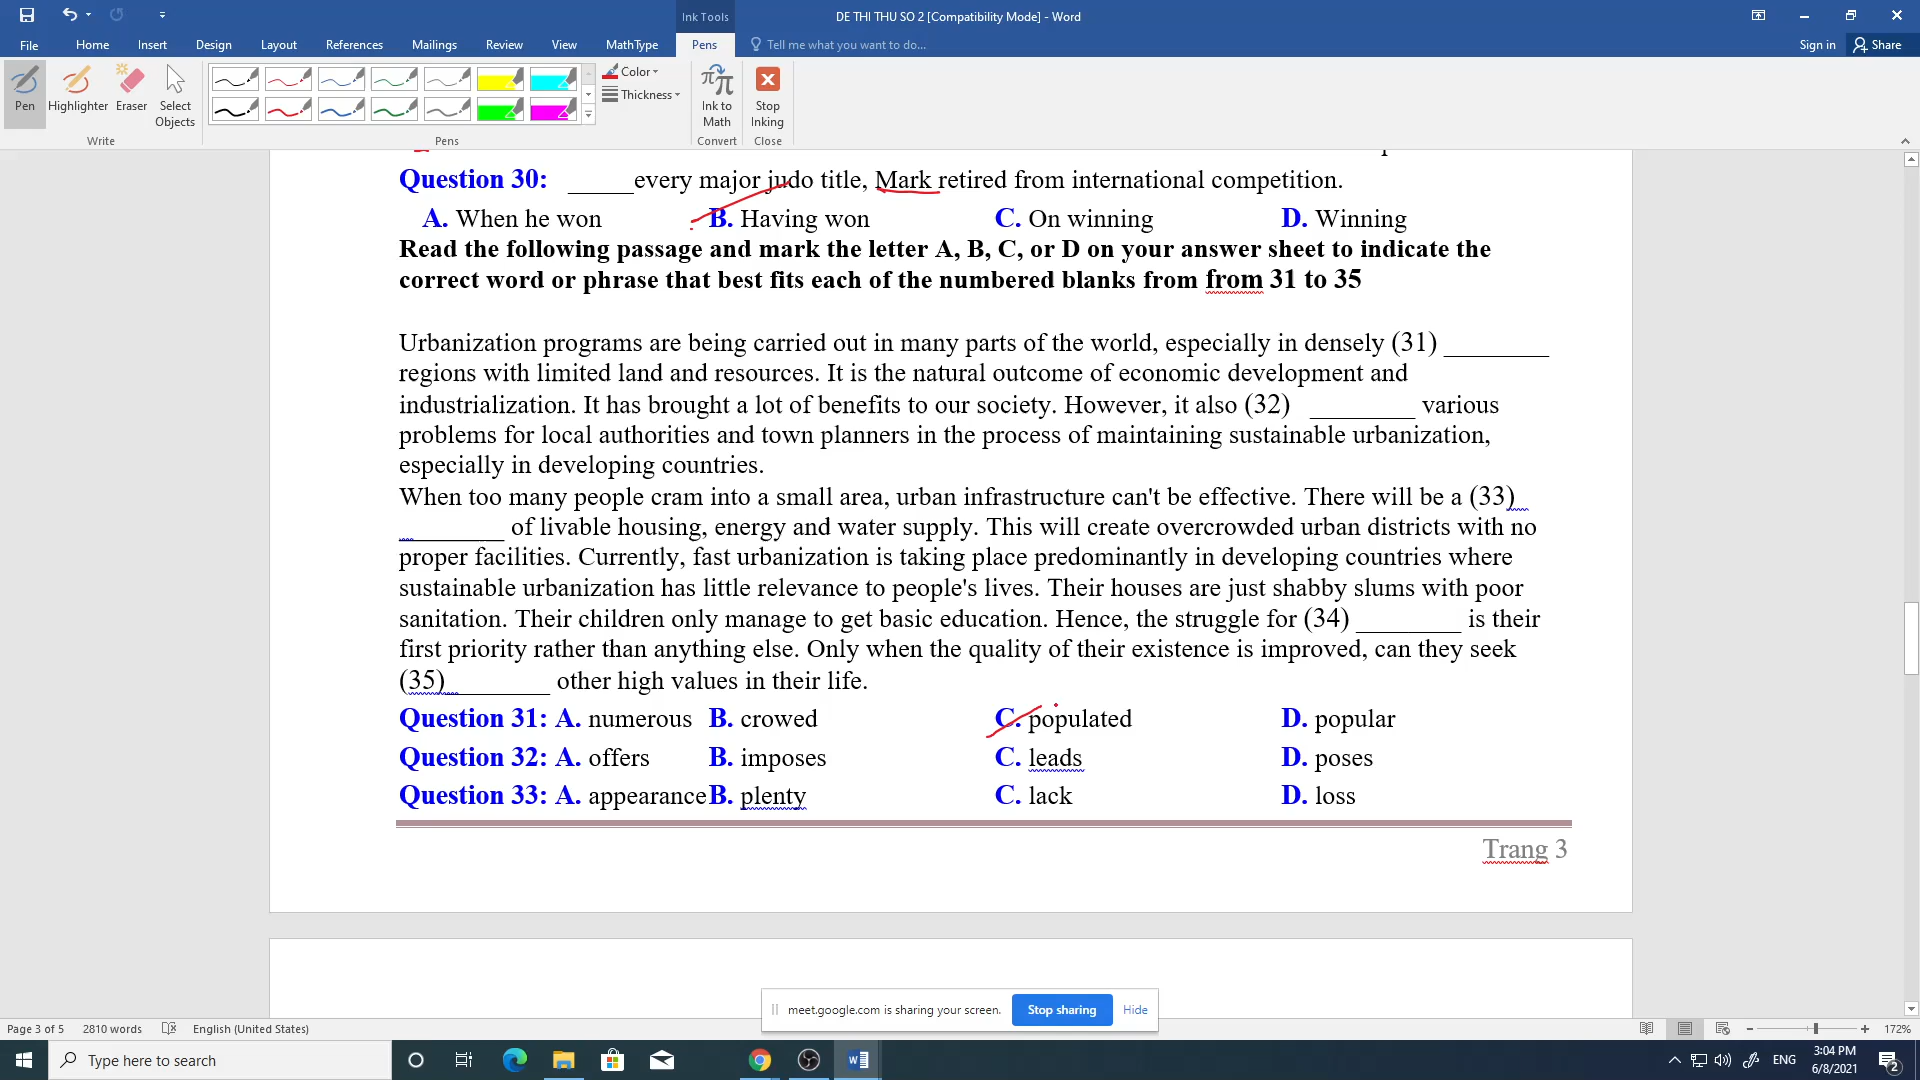 Ink Tools
DE THI THU SO 2 [Compatibility Mode] - Word
File Home Insert Design Layout References Mailings Review View MathType Pens Tell me what you want to do... Sign in Share
Pen Highlighter Eraser Select Objects
Color
Thickness
Ink to Math
Stop Inking
Write Pens Convert Close
Question 30: _____every major judo title, Mark retired from international competition.
A. When he won B. Having won C. On winning D. Winning
Read the following passage and mark the letter A, B, C, or D on your answer sheet to indicate the
correct word or phrase that best fits each of the numbered blanks from from 31 to 35
Urbanization programs are being carried out in many parts of the world, especially in densely (31) ________
regions with limited land and resources. It is the natural outcome of economic development and
industrialization. It has brought a lot of benefits to our society. However, it also (32) ________ various
problems for local authorities and town planners in the process of maintaining sustainable urbanization,
especially in developing countries.
When too many people cram into a small area, urban infrastructure can't be effective. There will be a (33)
________ of livable housing, energy and water supply. This will create overcrowded urban districts with no
proper facilities. Currently, fast urbanization is taking place predominantly in developing countries where
sustainable urbanization has little relevance to people's lives. Their houses are just shabby slums with poor
sanitation. Their children only manage to get basic education. Hence, the struggle for (34) ________ is their
first priority rather than anything else. Only when the quality of their existence is improved, can they seek
(35)________ other high values in their life.
Question 31: A. numerous B. crowed C. populated D. popular
Question 32: A. offers B. imposes C. leads D. poses
Question 33: A. appearance B. plenty C. lack D. loss
Trang 3
meet.google.com is sharing your screen. Stop sharing Hide
Page 3 of 5 2810 words English (United States) 172%
Type here to search
ENG
3:04 PM
6/8/2021
2